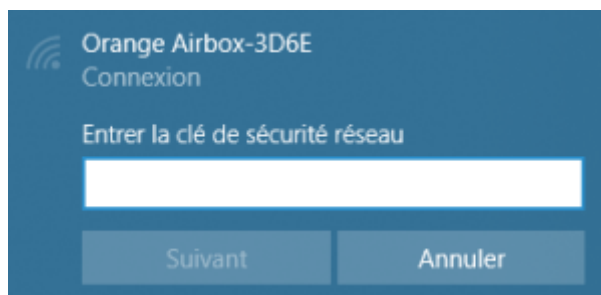 Orange Airbox-3D6E
Connexion
Entrer la clé de sécurité réseau
Suivant Annuler